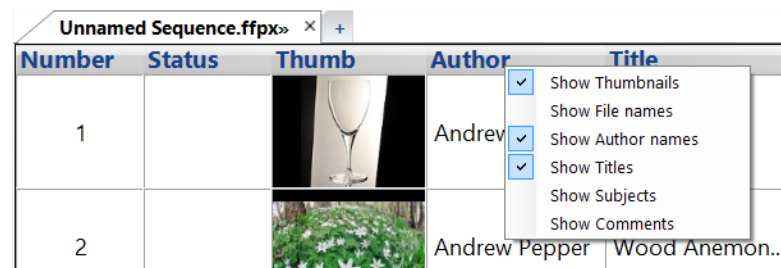 Unnamed Sequence.ffpx» × +
Number Status Thumb Author Title
Show Thumbnails
Show File names
1 Andrew Show Author names
Show Titles
Show Subjects
Show Comments
2 Andrew Pepper Wood Anemon...